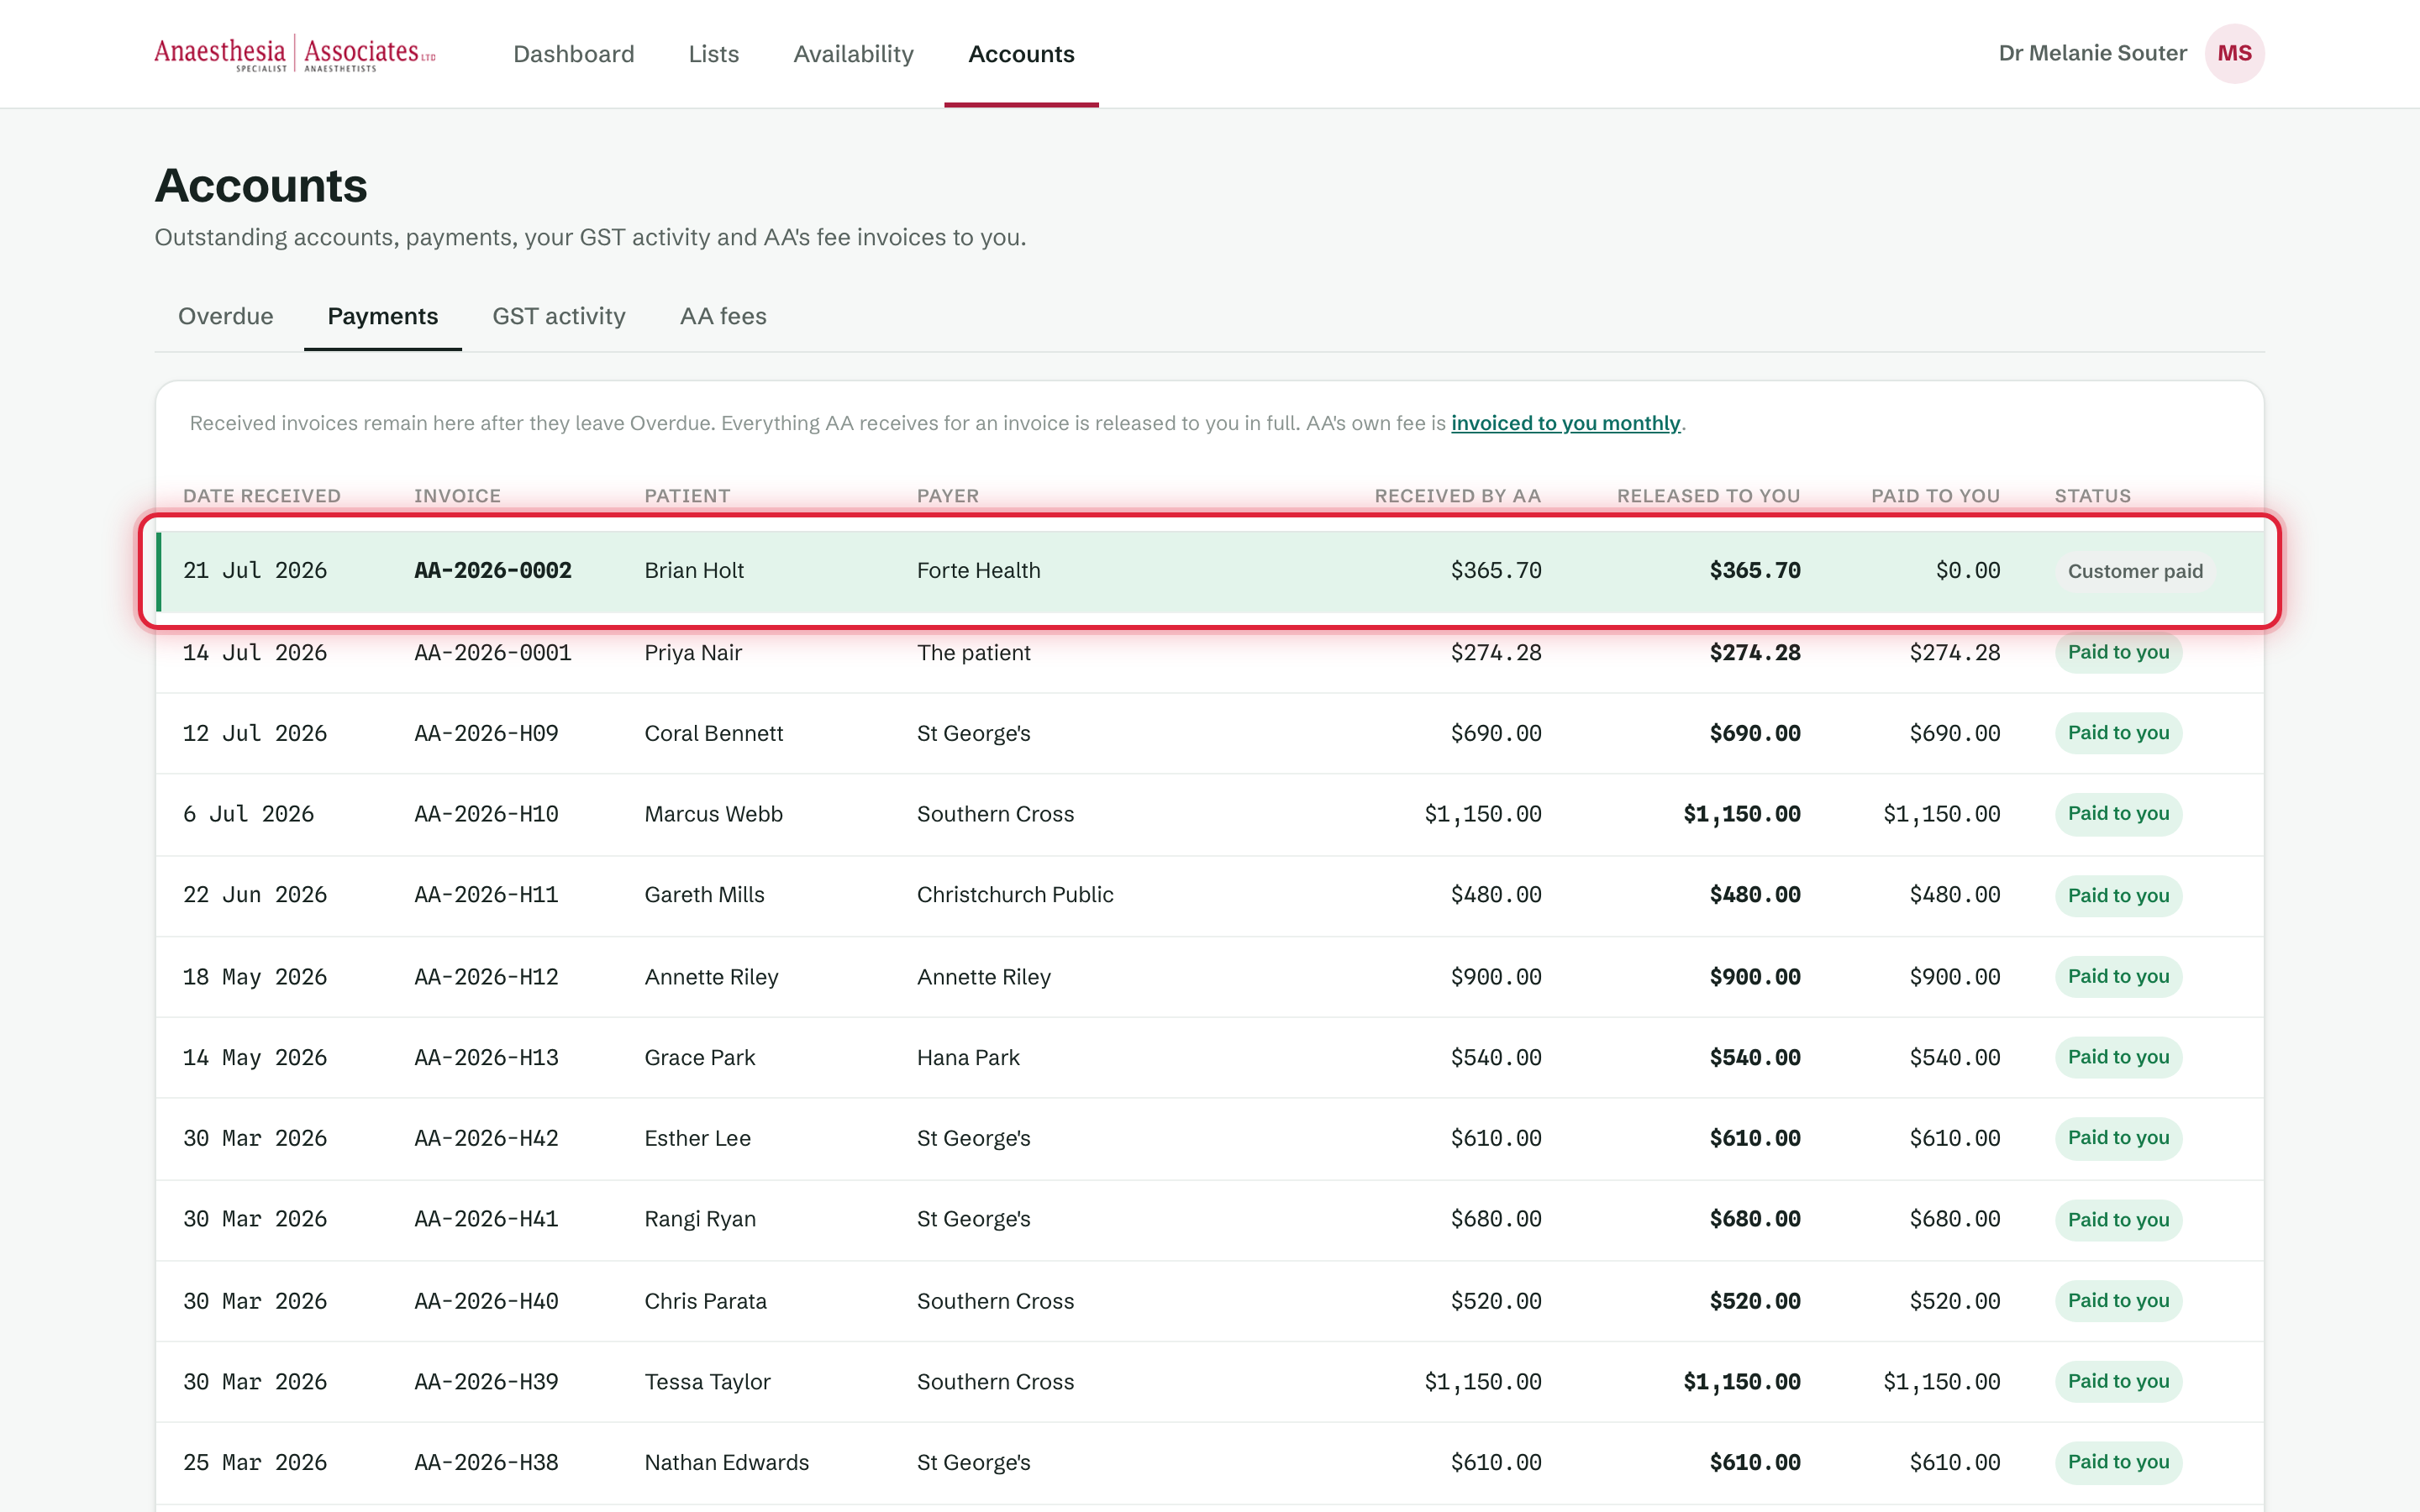 Anaesthesia | Associates LTD
SPECIALIST ANAESTHETISTS
Dashboard Lists Availability Accounts Dr Melanie Souter MS
Accounts
Outstanding accounts, payments, your GST activity and AA's fee invoices to you.
Overdue Payments GST activity AA fees
Received invoices remain here after they leave Overdue. Everything AA receives for an invoice is released to you in full. AA's own fee is invoiced to you monthly.
DATE RECEIVED INVOICE PATIENT PAYER RECEIVED BY AA RELEASED TO YOU PAID TO YOU STATUS
21 Jul 2026 AA-2026-0002 Brian Holt Forte Health $365.70 $365.70 $0.00 Customer paid
14 Jul 2026 AA-2026-0001 Priya Nair The patient $274.28 $274.28 $274.28 Paid to you
12 Jul 2026 AA-2026-H09 Coral Bennett St George's $690.00 $690.00 $690.00 Paid to you
6 Jul 2026 AA-2026-H10 Marcus Webb Southern Cross $1,150.00 $1,150.00 $1,150.00 Paid to you
22 Jun 2026 AA-2026-H11 Gareth Mills Christchurch Public $480.00 $480.00 $480.00 Paid to you
18 May 2026 AA-2026-H12 Annette Riley Annette Riley $900.00 $900.00 $900.00 Paid to you
14 May 2026 AA-2026-H13 Grace Park Hana Park $540.00 $540.00 $540.00 Paid to you
30 Mar 2026 AA-2026-H42 Esther Lee St George's $610.00 $610.00 $610.00 Paid to you
30 Mar 2026 AA-2026-H41 Rangi Ryan St George's $680.00 $680.00 $680.00 Paid to you
30 Mar 2026 AA-2026-H40 Chris Parata Southern Cross $520.00 $520.00 $520.00 Paid to you
30 Mar 2026 AA-2026-H39 Tessa Taylor Southern Cross $1,150.00 $1,150.00 $1,150.00 Paid to you
25 Mar 2026 AA-2026-H38 Nathan Edwards St George's $610.00 $610.00 $610.00 Paid to you